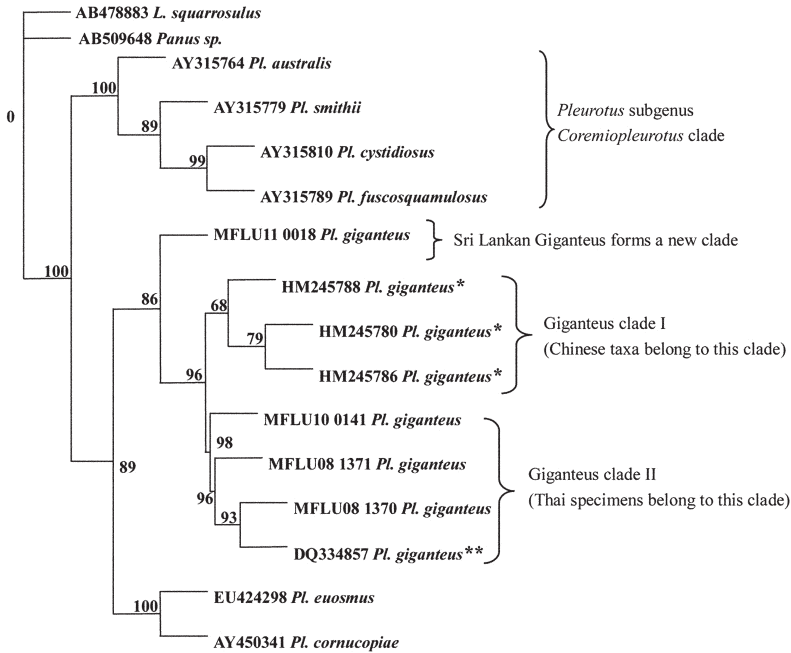 AB478883 L. squarrosulus
AB509648 Panus sp.
AY315764 Pl. australis
100
AY315779 Pl. smithii
Pleurotus subgenus
Coremiopleurotus clade
0
89
AY315810 Pl. cystidiosus
99
AY315789 Pl. fuscosquamulosus
MFLU11 0018 Pl. giganteus
Sri Lankan Giganteus forms a new clade
100
HM245788 Pl. giganteus*
86
68
HM245780 Pl. giganteus*
Giganteus clade I
(Chinese taxa belong to this clade)
79
HM245786 Pl. giganteus*
96
MFLU10 0141 Pl. giganteus
98
MFLU08 1371 Pl. giganteus
89
Giganteus clade II
(Thai specimens belong to this clade)
96
MFLU08 1370 Pl. giganteus
93
DQ334857 Pl. giganteus**
EU424298 Pl. euosmus
100
AY450341 Pl. cornucopiae